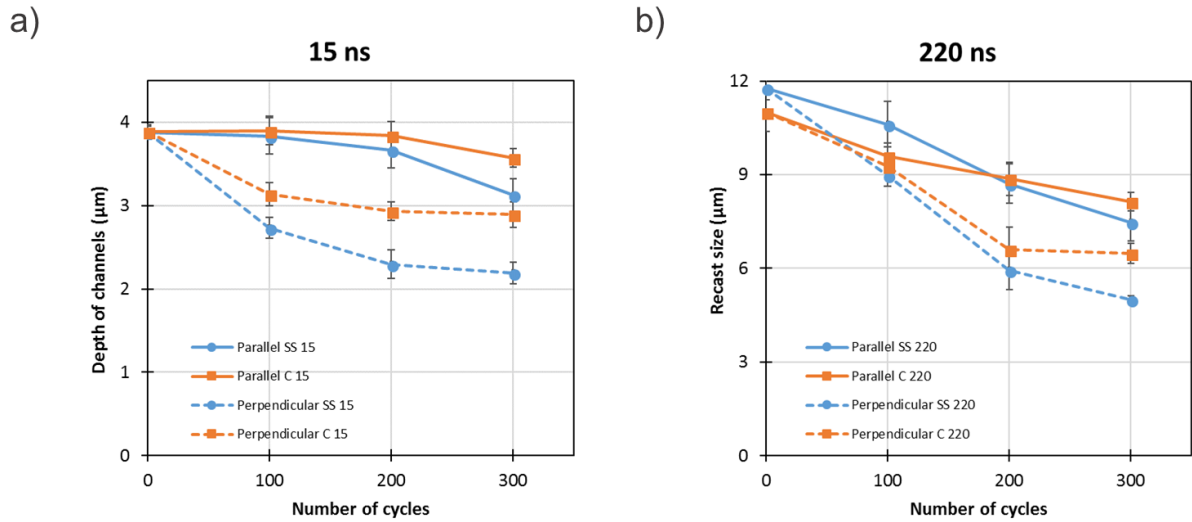 a)
15 ns
Depth of channels (μm)
4
3
2
1
0
Parallel SS 15
Parallel C 15
Perpendicular SS 15
Perpendicular C 15
0 100 200 300
Number of cycles
b)
220 ns
Recast size (μm)
12
9
6
3
0
Parallel SS 220
Parallel C 220
Perpendicular SS 220
Perpendicular C 220
0 100 200 300
Number of cycles